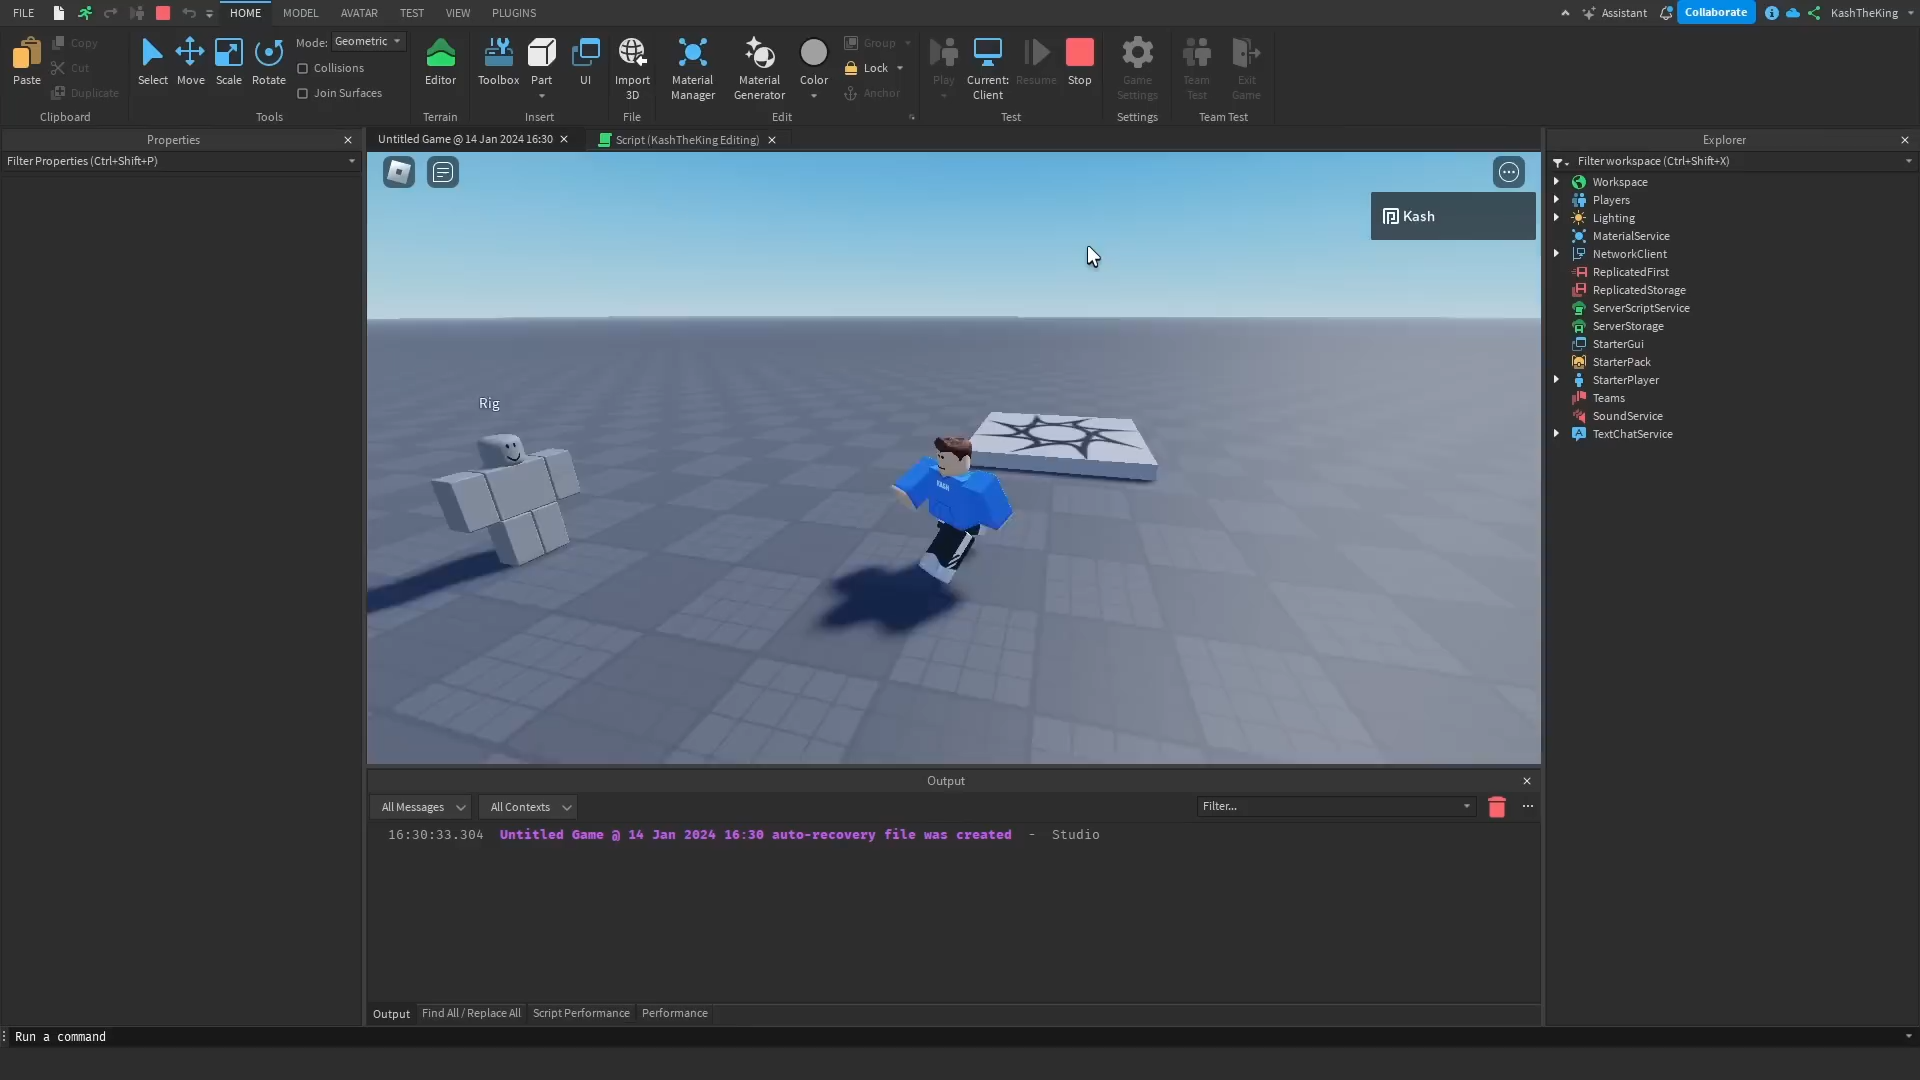 FILE HOME MODEL AVATAR TEST VIEW PLUGINS Assistant Collaborate KashTheKing
Paste Copy Cut Duplicate Clipboard
Select Move Scale Rotate Mode: Geometric Collisions Join Surfaces Tools
Editor Terrain
Toolbox Part UI Insert
Import 3D File
Material Manager Material Generator Color Group Lock Anchor Edit
Play Current: Client Resume Stop Test
Game Settings Settings
Team Test Exit Game Team Test
Properties
Filter Properties (Ctrl+Shift+P)
Untitled Game @ 14 Jan 2024 16:30 Script (KashTheKing Editing)
Kash
Rig
KASH
Explorer
Filter workspace (Ctrl+Shift+X)
Workspace
Players
Lighting
MaterialService
NetworkClient
ReplicatedFirst
ReplicatedStorage
ServerScriptService
ServerStorage
StarterGui
StarterPack
StarterPlayer
Teams
SoundService
TextChatService
Output
All Messages All Contexts Filter...
16:30:33.304 Untitled Game @ 14 Jan 2024 16:30 auto-recovery file was created - Studio
Output Find All / Replace All Script Performance Performance
Run a command